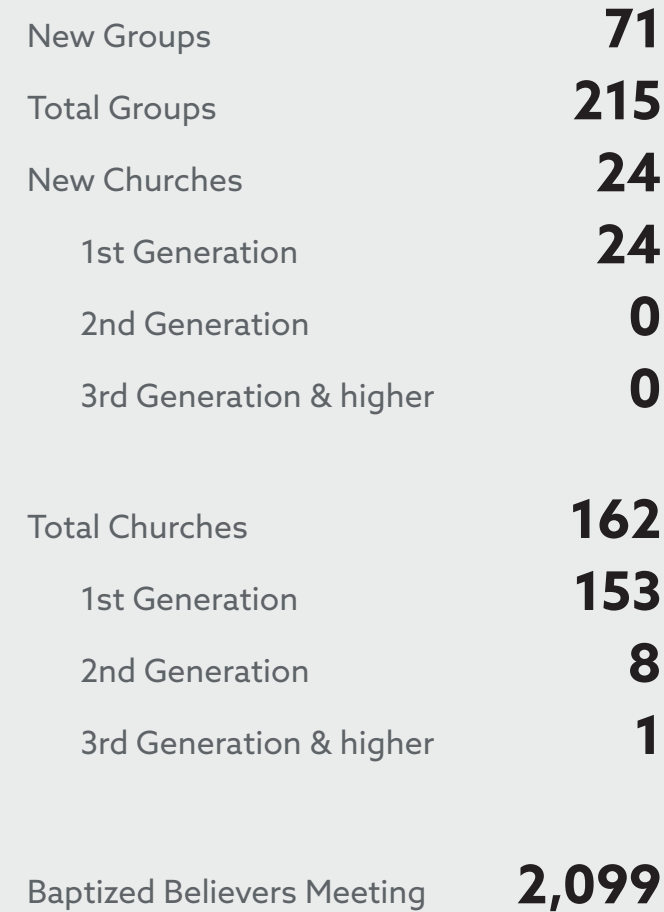 New Groups 71
Total Groups 215
New Churches 24
1st Generation 24
2nd Generation 0
3rd Generation & higher 0
Total Churches 162
1st Generation 153
2nd Generation 8
3rd Generation & higher 1
Baptized Believers Meeting 2,099